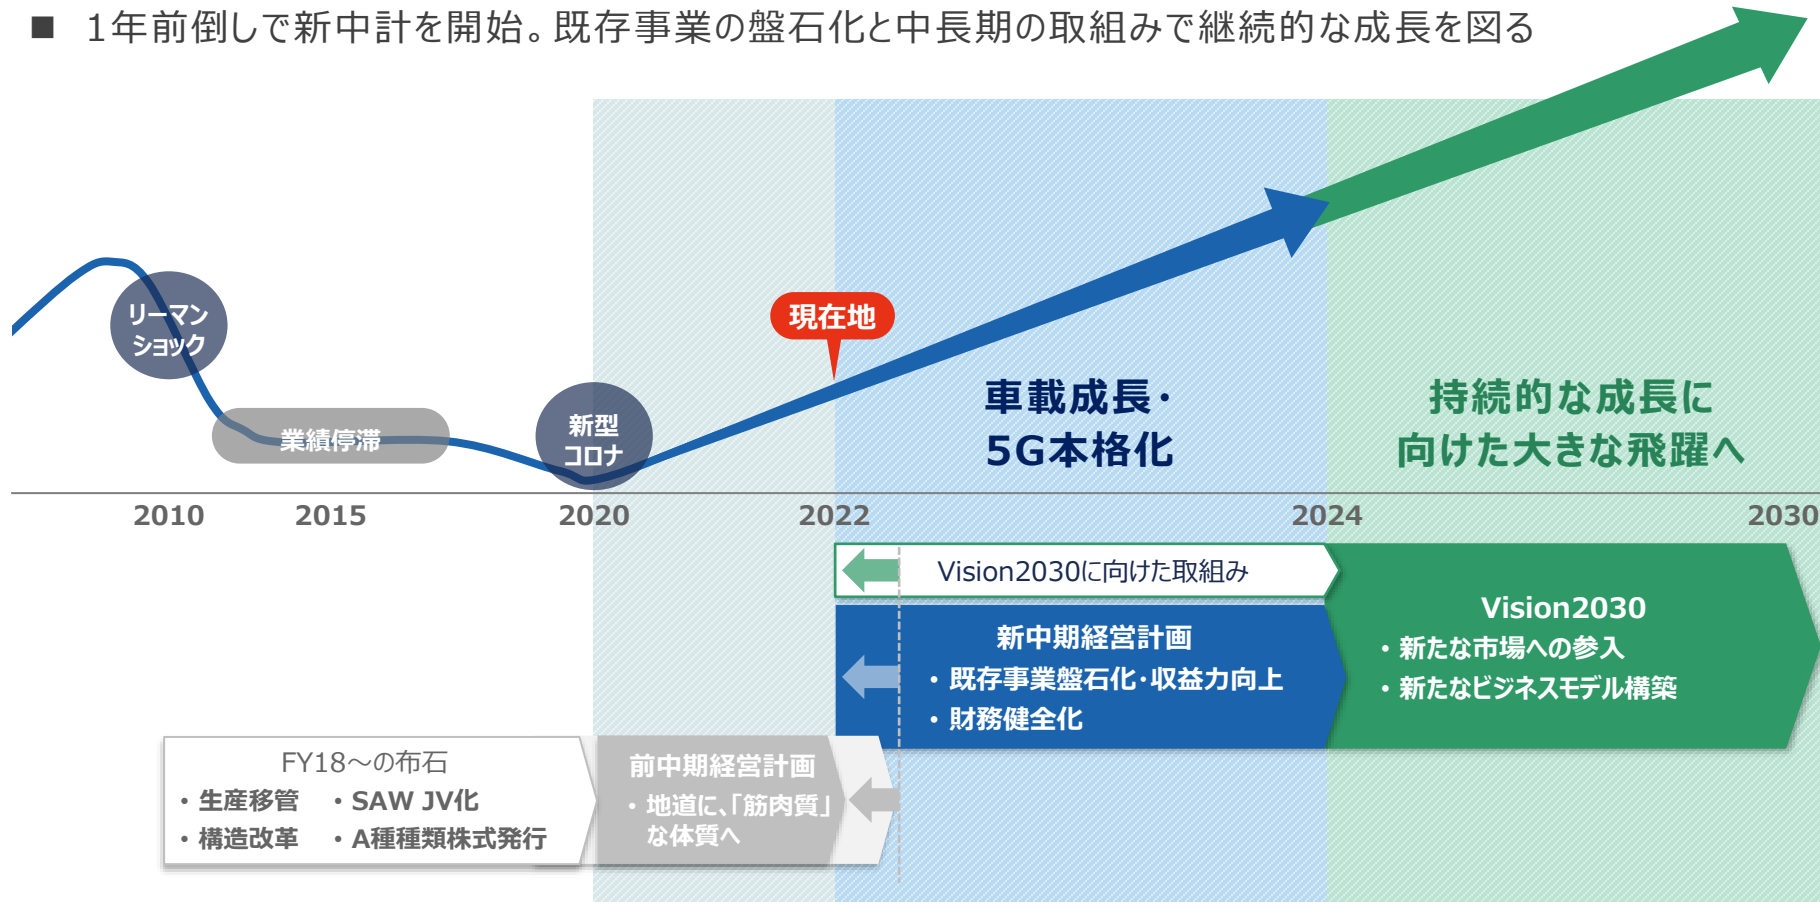 ■ 1年前倒しで新中計を開始。既存事業の盤石化と中長期の取組みで継続的な成長を図る
リーマン
ショック
業績停滞
新型
コロナ
現在地
車載成長・
5G本格化
持続的な成長に
向けた大きな飛躍へ
2010 2015 2020 2022 2024 2030
Vision2030に向けた取組み
新中期経営計画
・既存事業盤石化・収益力向上
・財務健全化
Vision2030
・新たな市場への参入
・新たなビジネスモデル構築
FY18～の布石
・生産移管 ・SAW JV化
・構造改革 ・A種種類株式発行
前中期経営計画
・地道に、「筋肉質」
な体質へ